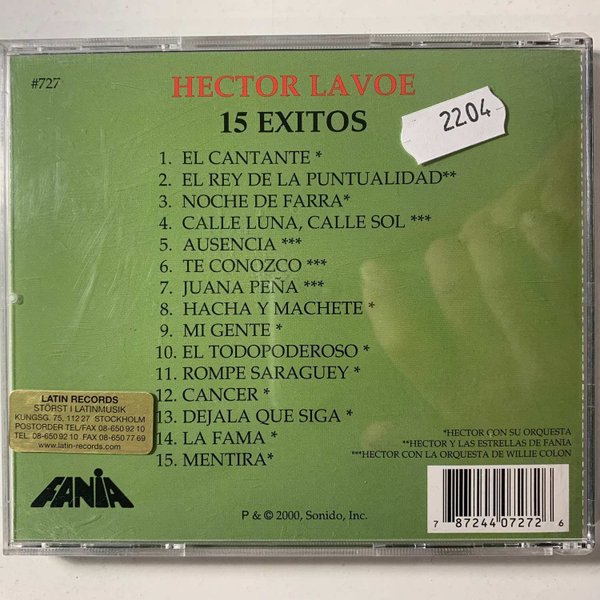 #727
HECTOR LAVOE
15 EXITOS
2204
1. EL CANTANTE *
2. EL REY DE LA PUNTUALIDAD**
3. NOCHE DE FARRA*
4. CALLE LUNA, CALLE SOL ***
5. AUSENCIA ***
6. TE CONOZCO ***
7. JUANA PEÑA ***
8. HACHA Y MACHETE *
9. MI GENTE *
10. EL TODOPODEROSO *
11. ROMPE SARAGUEY *
12. CANCER *
13. DEJALA QUE SIGA *
14. LA FAMA *
15. MENTIRA *
LATIN RECORDS
STÖRST I LATINMUSIK
KUNGSG. 75, 112 27 STOCKHOLM
POSTORDER TEL/FAX 08-650 92 10
TEL. 08-650 92 10 FAX 08-650 77 69
www.latin-records.com
*HECTOR CON SU ORQUESTA
**HECTOR Y LAS ESTRELLAS DE FANIA
***HECTOR CON LA ORQUESTA DE WILLIE COLON
FANIA
P & © 2000, Sonido, Inc.
7 87244 07272 6